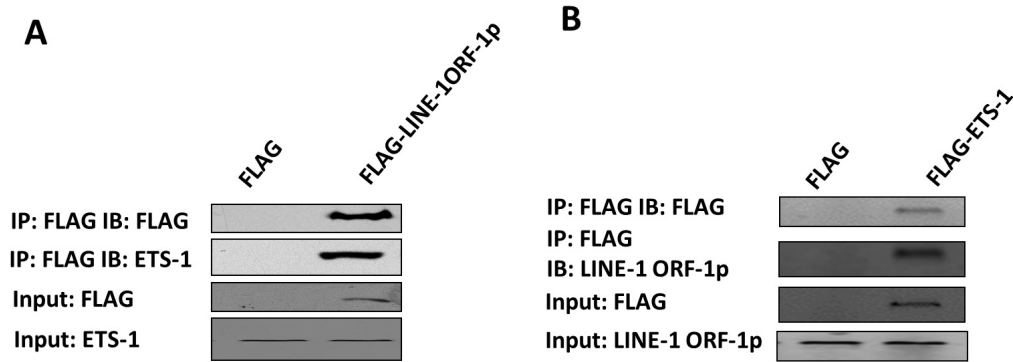 A
FLAG
FLAG-LINE-1ORF-1p
IP: FLAG IB: FLAG
IP: FLAG IB: ETS-1
Input: FLAG
Input: ETS-1
B
FLAG
FLAG-ETS-1
IP: FLAG IB: FLAG
IP: FLAG
IB: LINE-1 ORF-1p
Input: FLAG
Input: LINE-1 ORF-1p